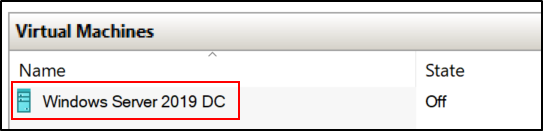 Virtual Machines
Name State
Windows Server 2019 DC Off